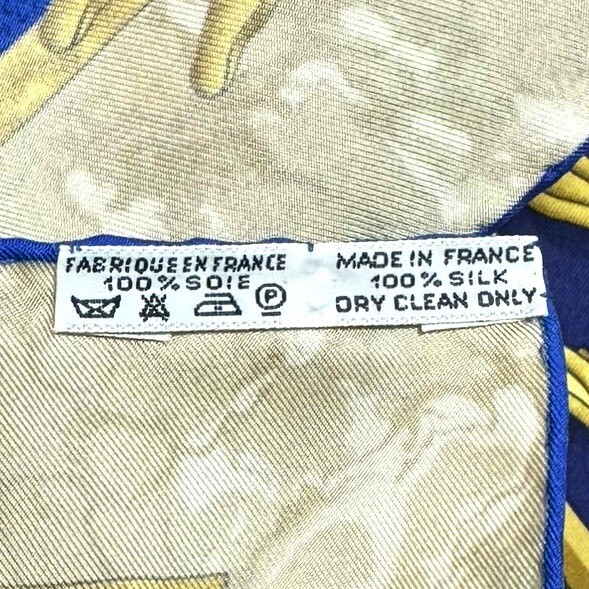 FABRIQUE EN FRANCE
100% SOIE
P
MADE IN FRANCE
100% SILK
DRY CLEAN ONLY